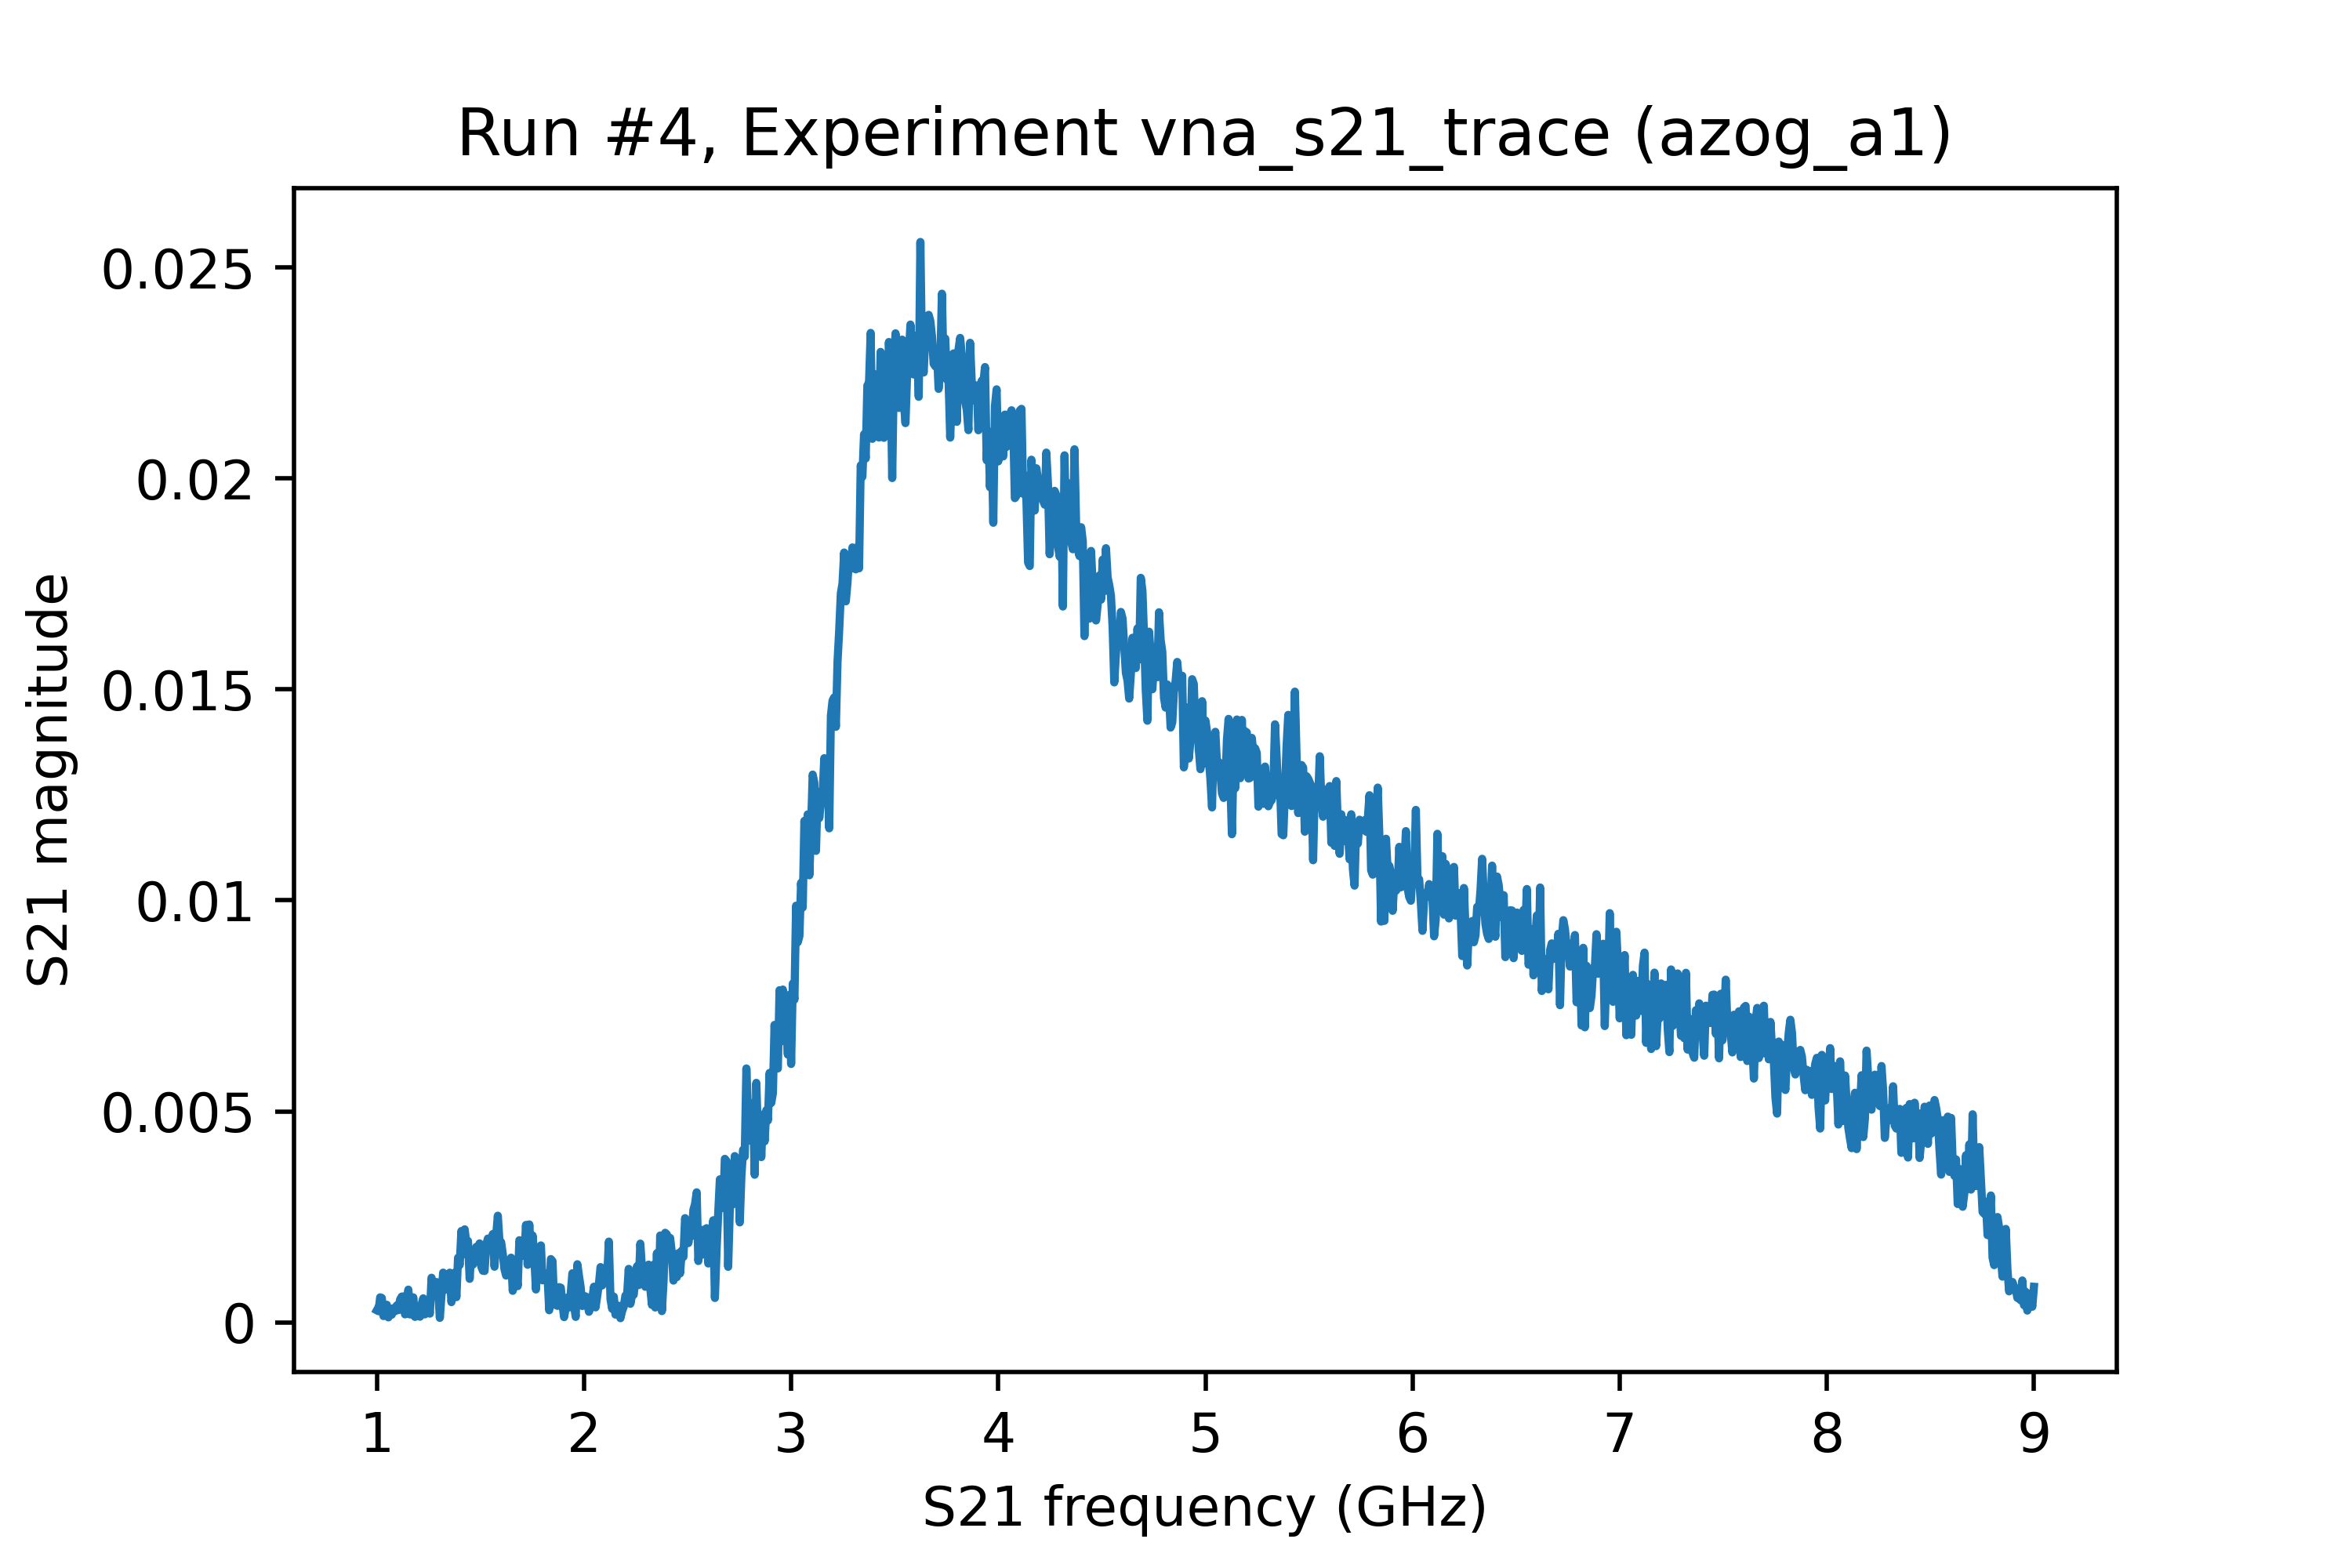 Run #4, Experiment vna_s21_trace (azog_a1)
S21 magnitude
0.025
0.02
0.015
0.01
0.005
0
1 2 3 4 5 6 7 8 9
S21 frequency (GHz)